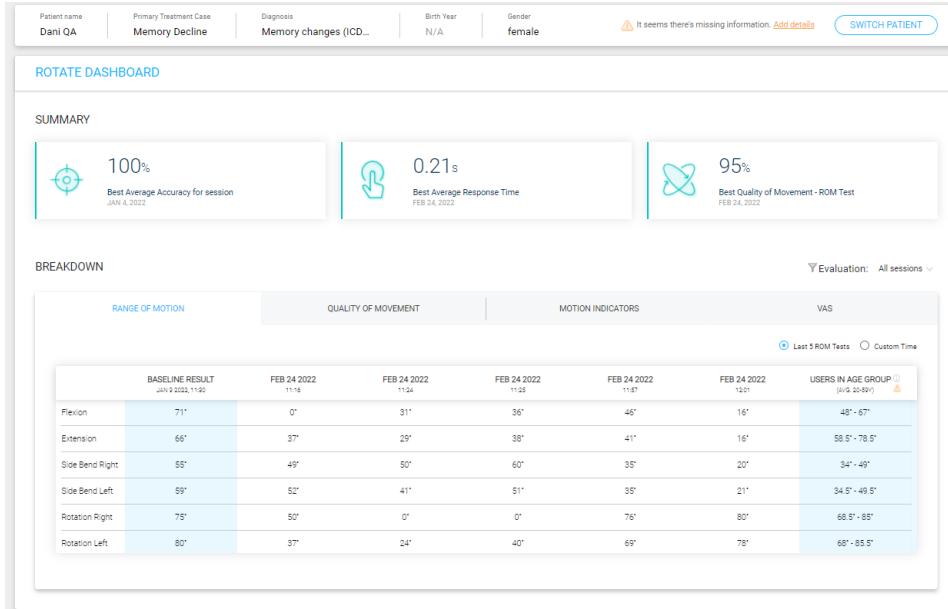 Patient name Primary Treatment Case Diagnosis Birth Year Gender
Dani QA Memory Decline Memory changes (ICD... N/A female
It seems there's missing information. Add details SWITCH PATIENT
ROTATE DASHBOARD
SUMMARY
100%
Best Average Accuracy for session
JAN 4, 2022
0.21s
Best Average Response Time
FEB 24, 2022
95%
Best Quality of Movement - ROM Test
FEB 24, 2022
BREAKDOWN
Evaluation: All sessions
RANGE OF MOTION QUALITY OF MOVEMENT MOTION INDICATORS VAS
Last 5 ROM Tests Custom Time
BASELINE RESULT FEB 24 2022 FEB 24 2022 FEB 24 2022 FEB 24 2022 FEB 24 2022 USERS IN AGE GROUP
JAN 9 2022, 11:30 11:16 11:24 11:25 11:57 12:01 (AVG. 20-59Y)
Flexion 71° 0° 31° 36° 46° 16° 48° - 67°
Extension 66° 37° 29° 38° 41° 16° 58.5° - 78.5°
Side Bend Right 55° 49° 50° 60° 35° 20° 34° - 49°
Side Bend Left 59° 52° 41° 51° 35° 21° 34.5° - 49.5°
Rotation Right 75° 50° 0° 0° 76° 80° 68.5° - 85°
Rotation Left 80° 37° 24° 40° 69° 78° 68° - 85.5°